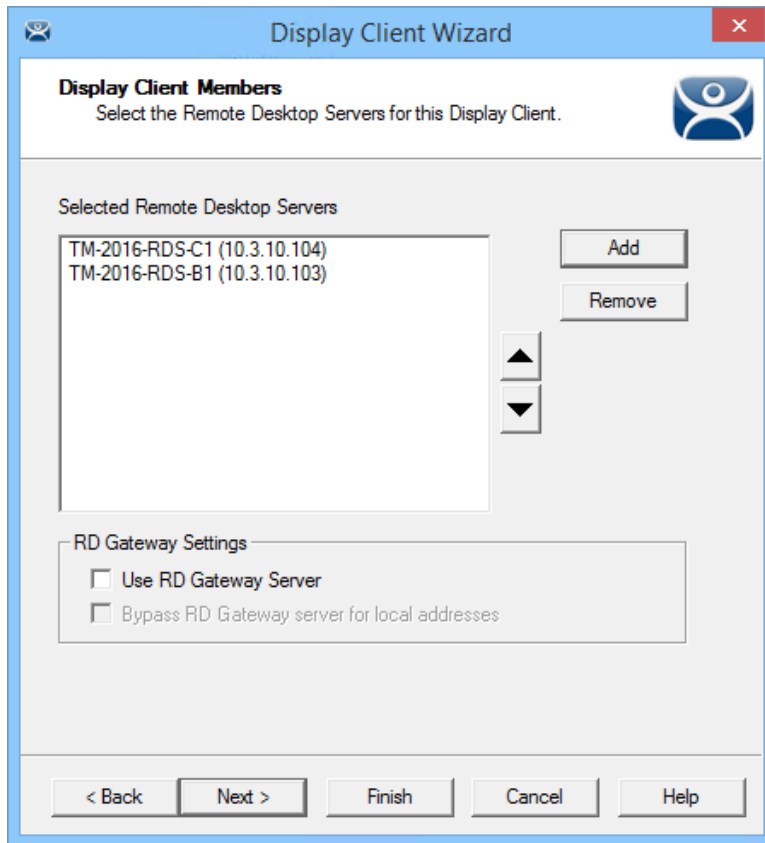 Display Client Wizard
Display Client Members
Select the Remote Desktop Servers for this Display Client.
Selected Remote Desktop Servers
TM-2016-RDS-C1 (10.3.10.104)
TM-2016-RDS-B1 (10.3.10.103)
Add
Remove
RD Gateway Settings
Use RD Gateway Server
Bypass RD Gateway server for local addresses
< Back Next > Finish Cancel Help